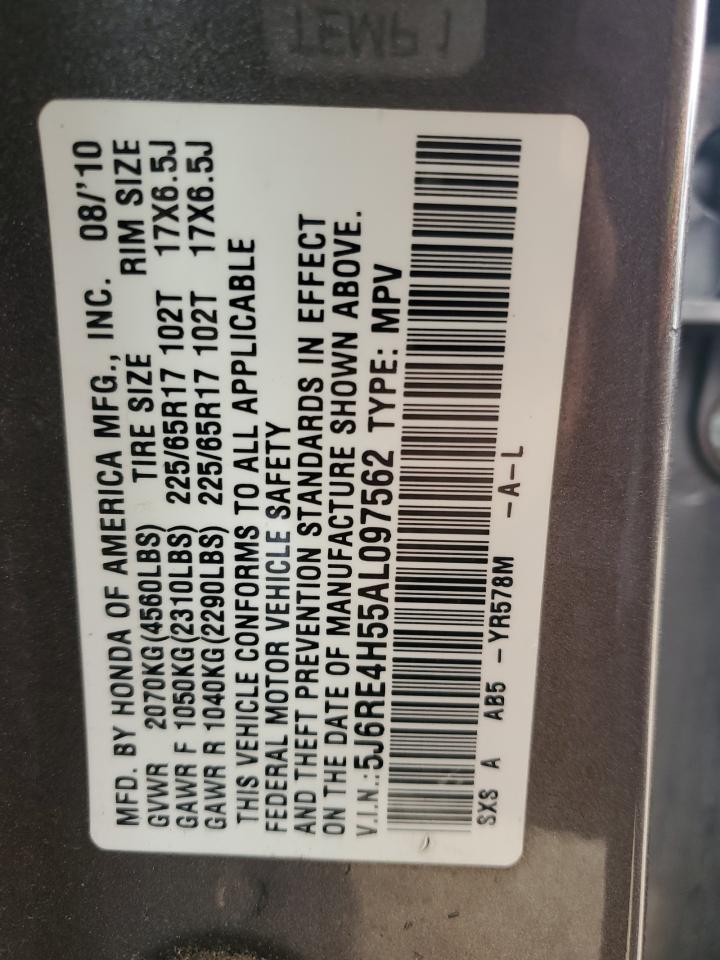 MFD. BY HONDA OF AMERICA MFG., INC. 08/'10
GVWR 2070KG(4560LBS) TIRE SIZE RIM SIZE
GAWR F 1050KG(2310LBS) 225/65R17 102T 17X6.5J
GAWR R 1040KG(2290LBS) 225/65R17 102T 17X6.5J
THIS VEHICLE CONFORMS TO ALL APPLICABLE
FEDERAL MOTOR VEHICLE SAFETY
AND THEFT PREVENTION STANDARDS IN EFFECT
ON THE DATE OF MANUFACTURE SHOWN ABOVE.
V.I.N.:5J6RE4H55AL097562 TYPE: MPV
SXS A AB5 -YR578M -A-L
TEMP 1